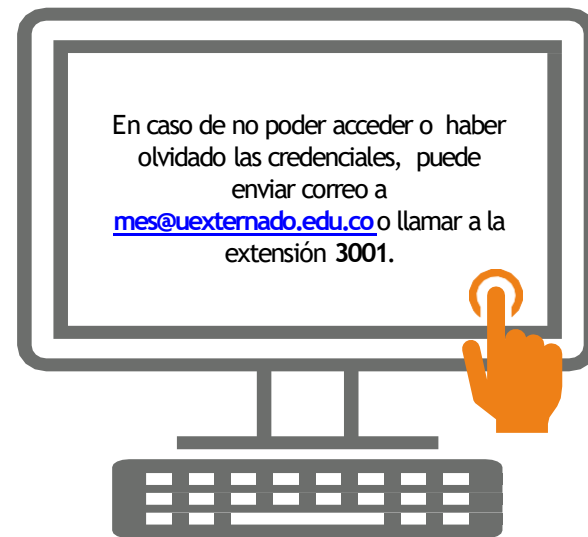 En caso de no poder acceder o haber
olvidado las credenciales, puede
enviar correo a
mes@uexternado.edu.co o llamar a la
extensión 3001.